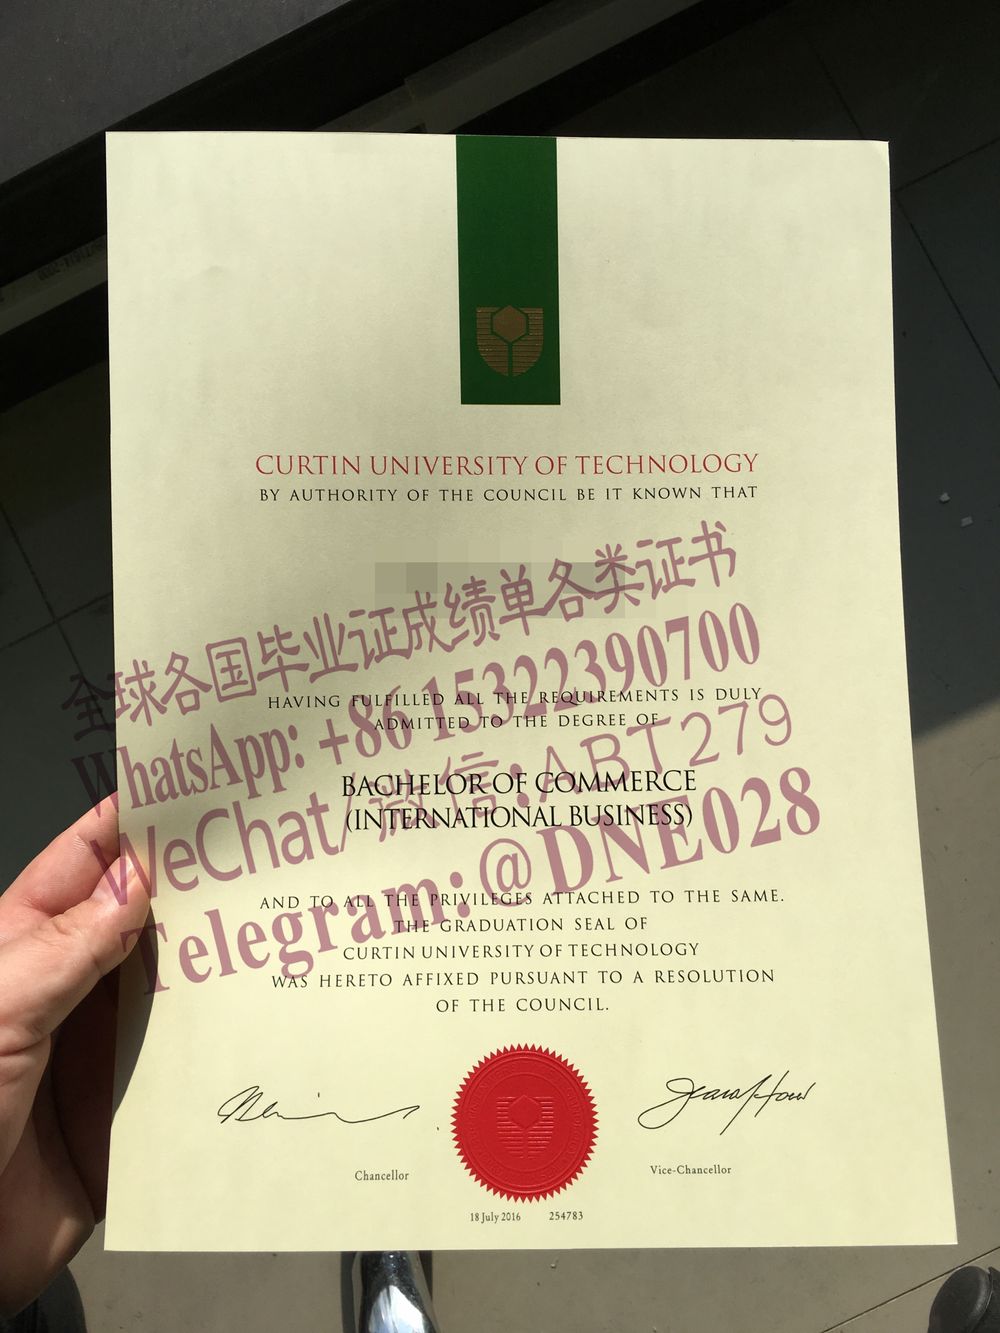 CURTIN UNIVERSITY OF TECHNOLOGY
BY AUTHORITY OF THE COUNCIL BE IT KNOWN THAT
全球各国毕业证成绩单各类证书
WhatsApp: +86 15322390700
HAVING FULFILLED ALL THE REQUIREMENTS IS DULY
ADMITTED TO THE DEGREE OF
WeChat/微信:ABT279
BACHELOR OF COMMERCE
(INTERNATIONAL BUSINESS)
Telegram: @DNE028
AND TO ALL THE PRIVILEGES ATTACHED TO THE SAME.
THE GRADUATION SEAL OF
CURTIN UNIVERSITY OF TECHNOLOGY
WAS HERETO AFFIXED PURSUANT TO A RESOLUTION
OF THE COUNCIL.
Chancellor
Vice-Chancellor
18 July 2016 254783